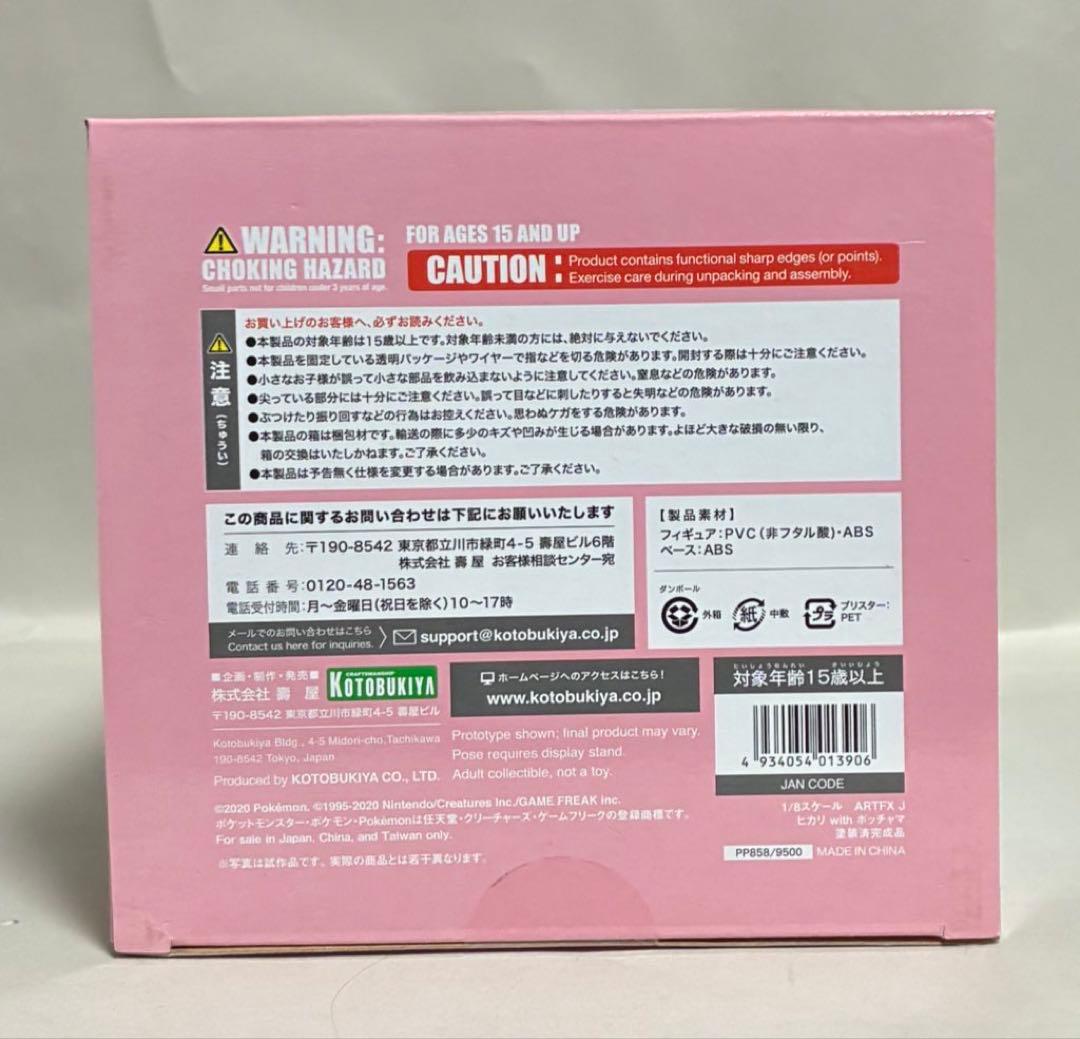 WARNING:
CHOKING HAZARD
Small parts not for children under 3 years of age.
FOR AGES 15 AND UP
CAUTION : Product contains functional sharp edges (or points).
Exercise care during unpacking and assembly.
注意(ちゅうい)
お買い上げのお客様へ、必ずお読みください。
●本製品の対象年齢は15歳以上です。対象年齢未満の方には、絶対に与えないでください。
●本製品を固定している透明パッケージやワイヤーで指などを切る危険があります。開封する際は十分にご注意ください。
●小さなお子様が誤って小さな部品を飲み込まないように注意してください。窒息などの危険があります。
●尖っている部分には十分にご注意ください。誤って目などに刺したりすると失明などの危険があります。
●ぶつけたり振り回すなどの行為はお控えください。思わぬケガをする危険があります。
●本製品の箱は梱包材です。輸送の際に多少のキズや凹みが生じる場合があります。よほど大きな破損の無い限り、
箱の交換はいたしかねます。ご了承ください。
●本製品は予告無く仕様を変更する場合があります。ご了承ください。
この商品に関するお問い合わせは下記にお願いいたします
連絡先:〒190-8542 東京都立川市緑町4-5 壽屋ビル6階
株式会社 壽屋 お客様相談センター宛
電話番号:0120-48-1563
電話受付時間:月〜金曜日(祝日を除く)10〜17時
メールでのお問い合わせはこちら
Contact us here for inquiries.
support@kotobukiya.co.jp
【製品素材】
フィギュア:PVC(非フタル酸)・ABS
ベース:ABS
ダンボール
外箱
紙 中敷
プラ ブリスター:
PET
■企画・制作・発売■
株式会社 壽屋
CRAFTSMANSHIP
KOTOBUKIYA
〒190-8542 東京都立川市緑町4-5 壽屋ビル
Kotobukiya Bldg., 4-5 Midori-cho,Tachikawa
190-8542 Tokyo, Japan
Produced by KOTOBUKIYA CO., LTD.
ホームページへのアクセスはこちら!
www.kotobukiya.co.jp
Prototype shown; final product may vary.
Pose requires display stand.
Adult collectible, not a toy.
たいしょうねんれい さいいじょう
対象年齢15歳以上
4 934054 013906
JAN CODE
©2020 Pokémon. ©1995-2020 Nintendo/Creatures Inc./GAME FREAK inc.
ポケットモンスター・ポケモン・Pokémonは任天堂・クリーチャーズ・ゲームフリークの登録商標です。
For sale in Japan, China, and Taiwan only.
※写真は試作品です。実際の商品とは若干異なります。
1/8スケール ARTFX J
ヒカリ with ポッチャマ
塗装済完成品
PP858/9500 MADE IN CHINA